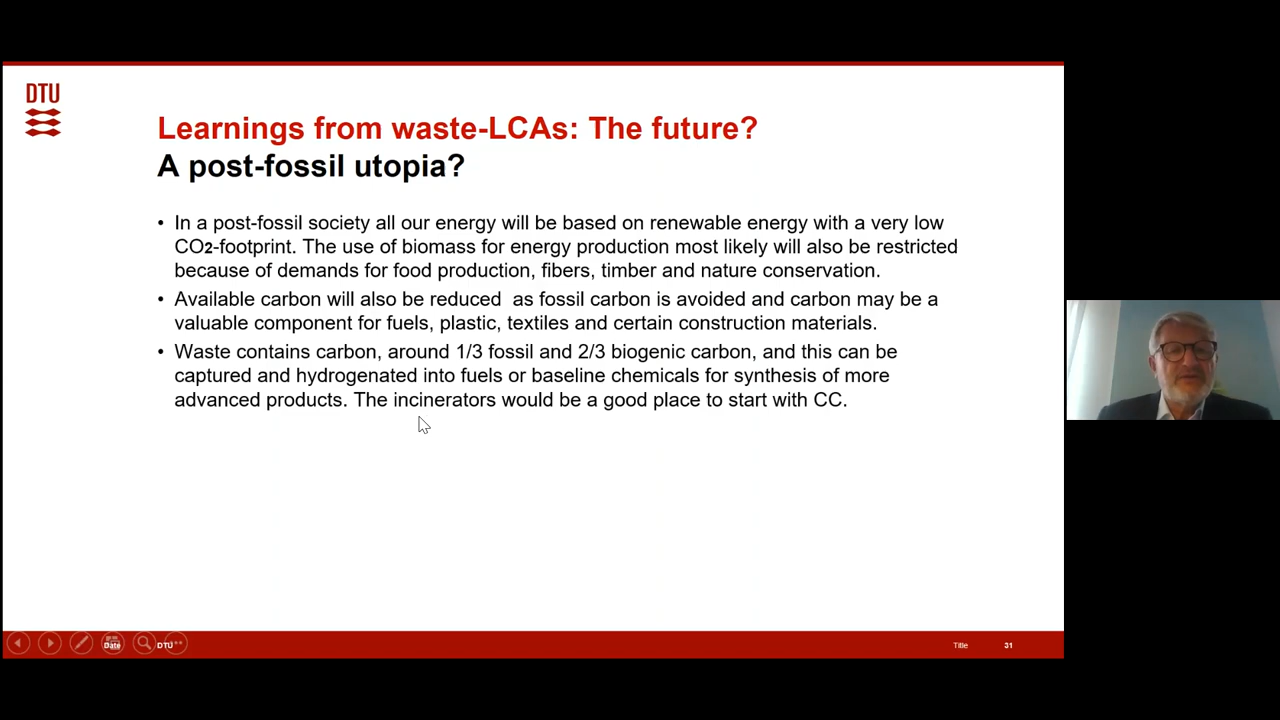 DTU
Learnings from waste-LCAs: The future?
A post-fossil utopia?
• In a post-fossil society all our energy will be based on renewable energy with a very low
CO2-footprint. The use of biomass for energy production most likely will also be restricted
because of demands for food production, fibers, timber and nature conservation.
• Available carbon will also be reduced  as fossil carbon is avoided and carbon may be a
valuable component for fuels, plastic, textiles and certain construction materials.
• Waste contains carbon, around 1/3 fossil and 2/3 biogenic carbon, and this can be
captured and hydrogenated into fuels or baseline chemicals for synthesis of more
advanced products. The incinerators would be a good place to start with CC.
Date DTU Title 31